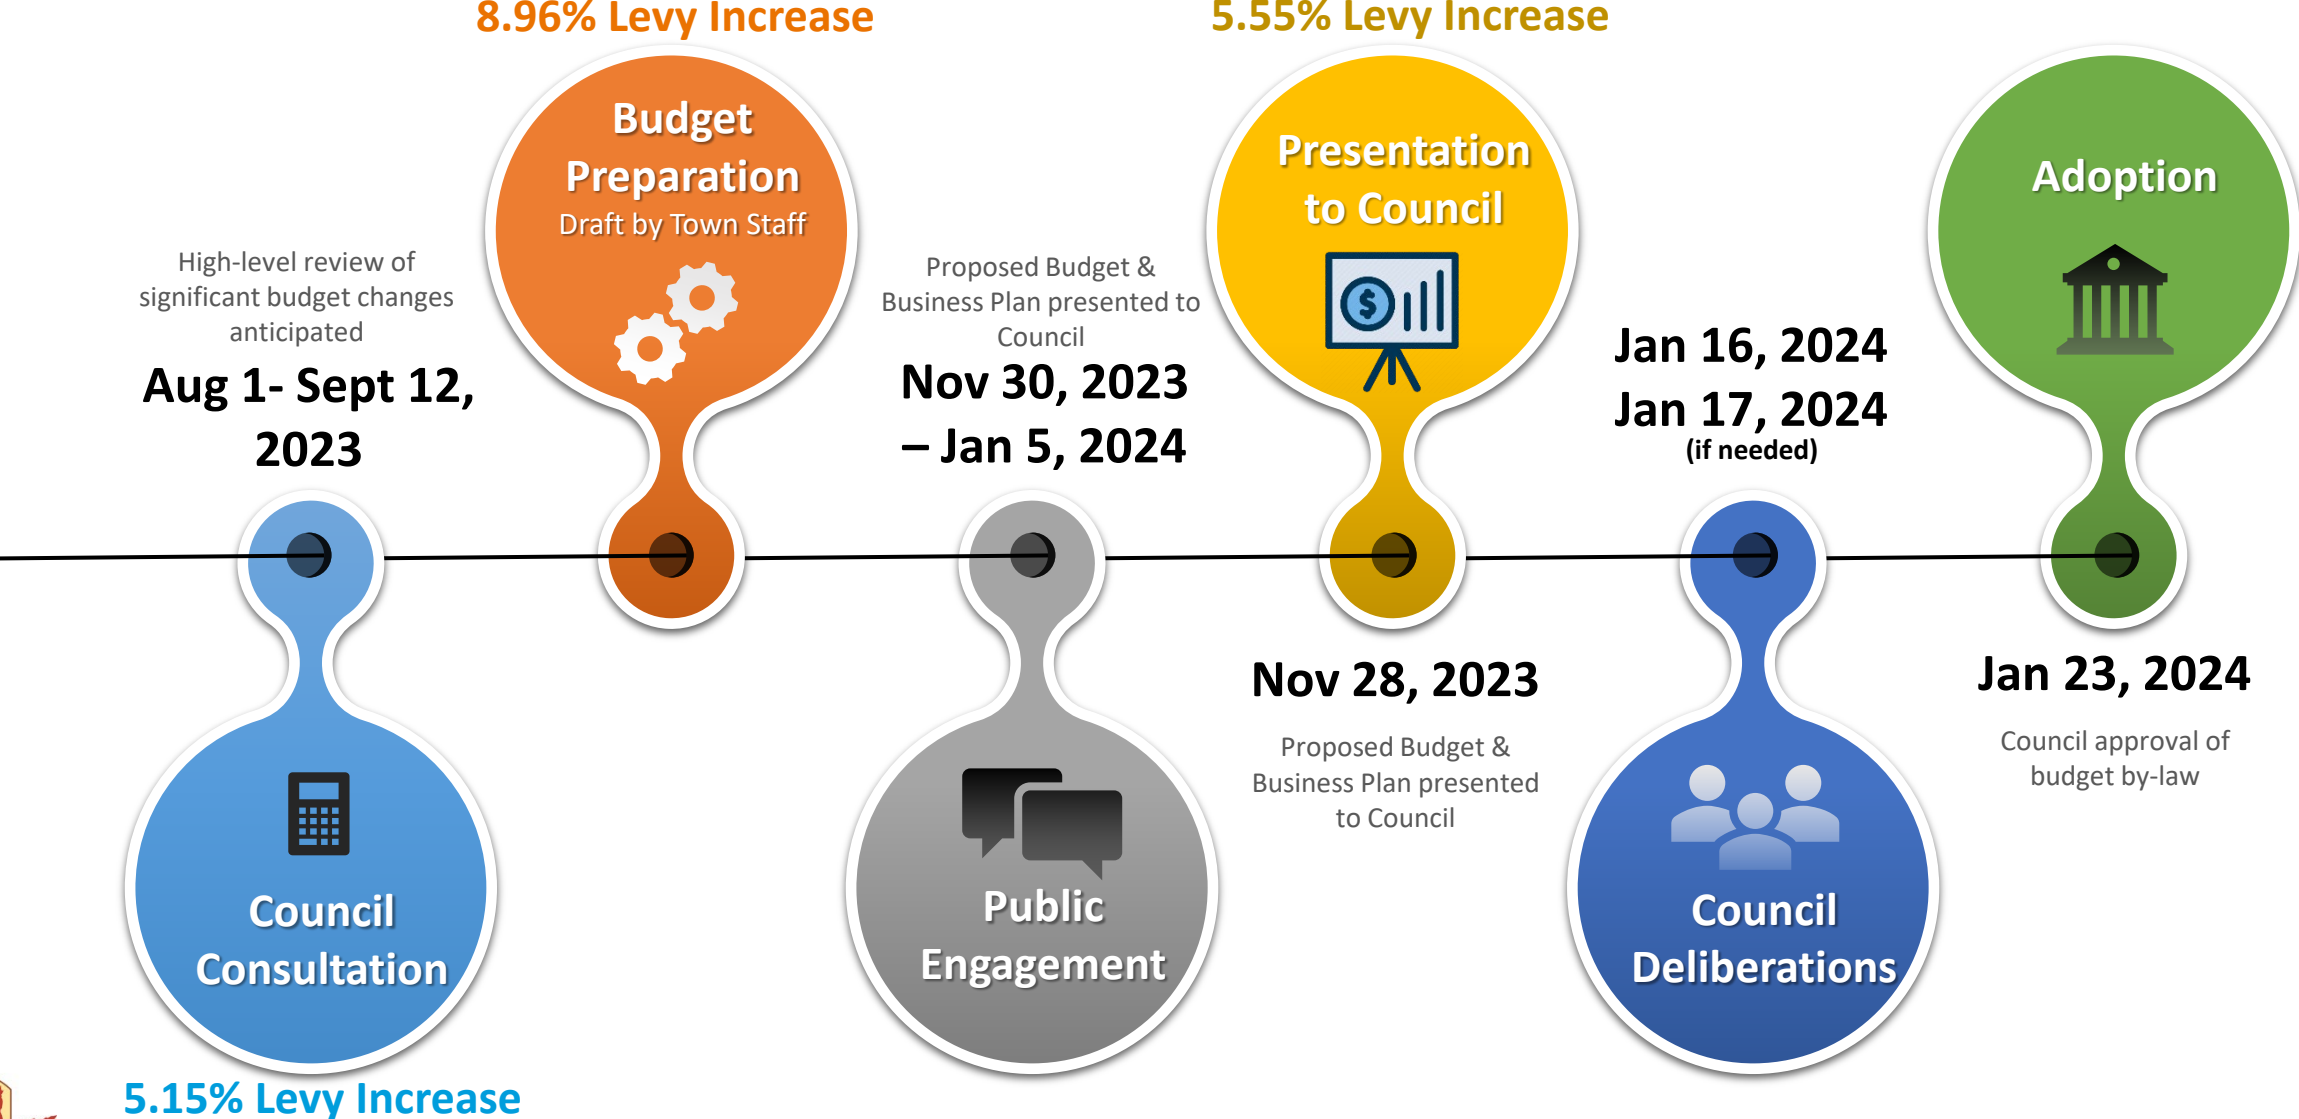 8.96% Levy Increase
5.55% Levy Increase
High-level review of
significant budget changes
anticipated
Aug 1- Sept 12,
2023
Council
Consultation
5.15% Levy Increase
Budget
Preparation
Draft by Town Staff
Proposed Budget &
Business Plan presented to
Council
Nov 30, 2023
– Jan 5, 2024
Public
Engagement
Presentation
to Council
$
Nov 28, 2023
Proposed Budget &
Business Plan presented
to Council
Jan 16, 2024
Jan 17, 2024
(if needed)
Council
Deliberations
Adoption
Jan 23, 2024
Council approval of
budget by-law